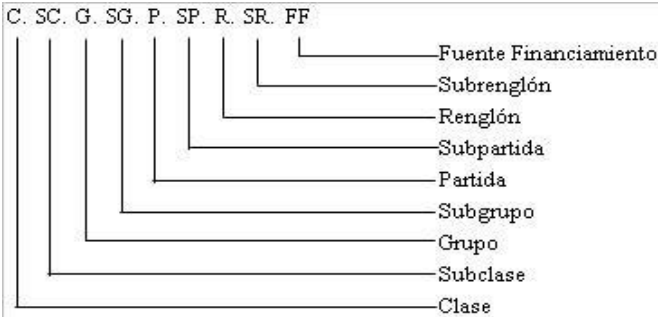 C. SC. G. SG. P. SP. R. SR. FF
Fuente Financiamiento
Subrenglón
Renglón
Subpartida
Partida
Subgrupo
Grupo
Subclase
Clase